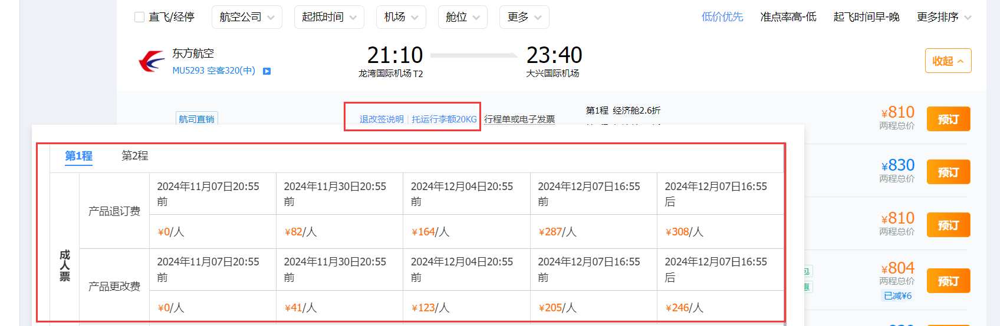 直飞/经停 航空公司 起抵时间 机场 舱位 更多 低价优先 准点率高-低 起飞时间早-晚 更多排序
东方航空
MU5293 空客320(中)
21:10 23:40
龙湾国际机场 T2 大兴国际机场
收起
航司直销 退改签说明 托运行李额20KG 行程单或电子发票 第1程 经济舱2.6折
¥810 预订
两程总价
¥830 预订
两程总价
¥810 预订
两程总价
¥804 预订
两程总价
已减¥6
第1程 第2程
成人票
产品退订费
2024年11月07日20:55前 2024年11月30日20:55前 2024年12月04日20:55前 2024年12月07日16:55前 2024年12月07日16:55后
¥0/人 ¥82/人 ¥164/人 ¥287/人 ¥308/人
产品更改费
2024年11月07日20:55前 2024年11月30日20:55前 2024年12月04日20:55前 2024年12月07日16:55前 2024年12月07日16:55后
¥0/人 ¥41/人 ¥123/人 ¥205/人 ¥246/人